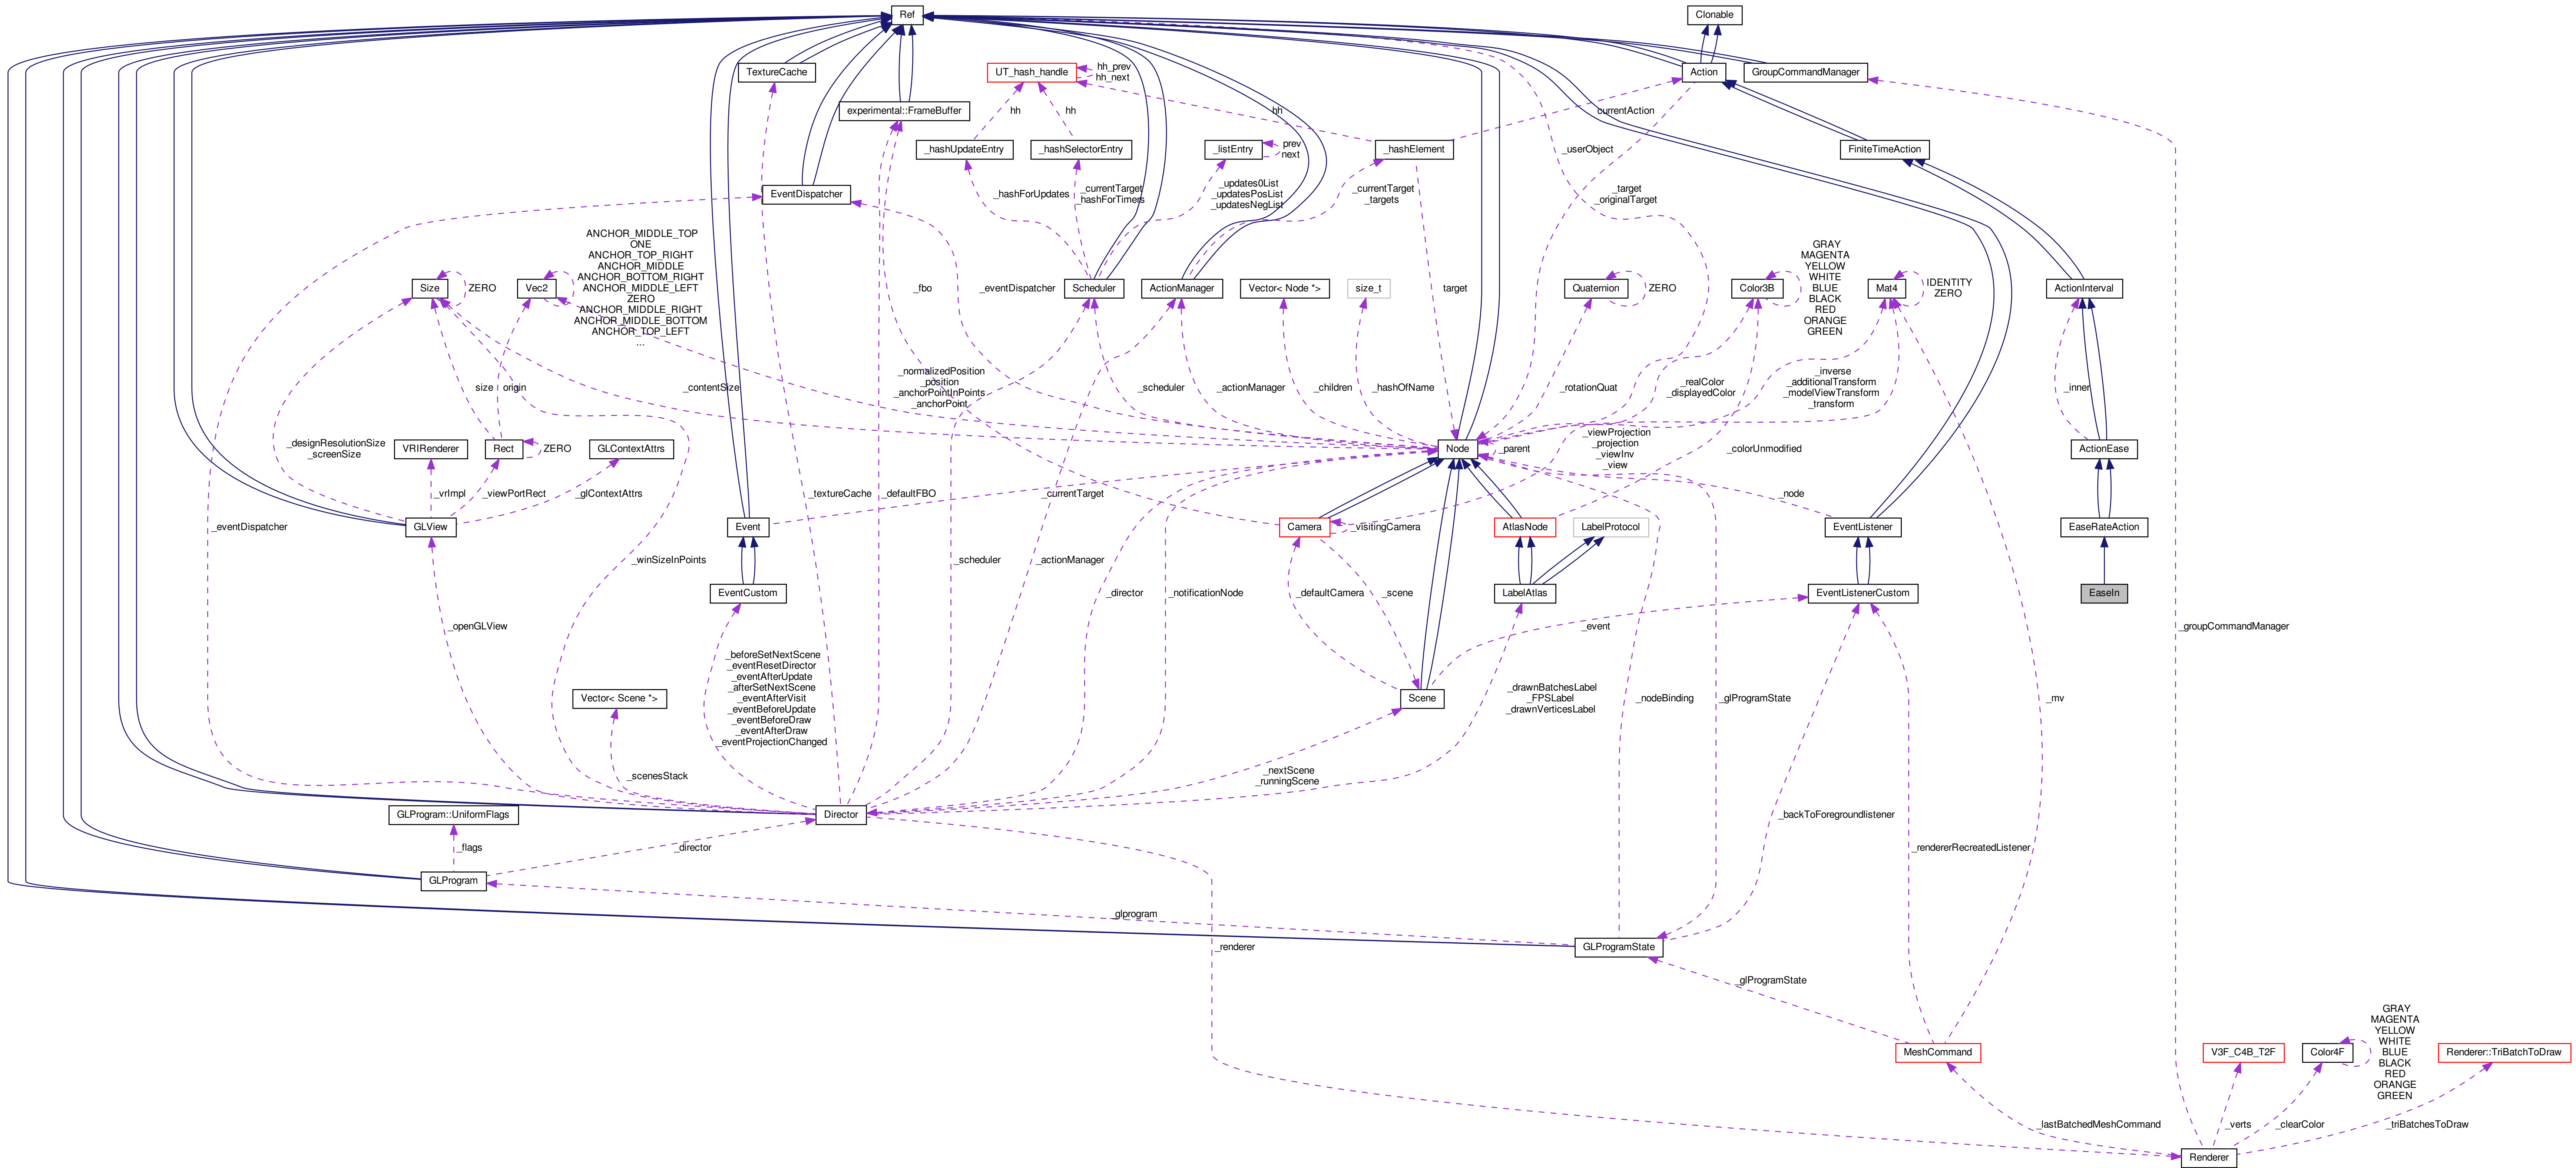 Ref
Clonable
TextureCache
UT_hash_handle
hh_prev
hh_next
Action
GroupCommandManager
experimental::FrameBuffer
hh
hh
hh
currentAction
_hashUpdateEntry
_hashSelectorEntry
_listEntry
prev
next
_hashElement
_userObject
FiniteTimeAction
EventDispatcher
_hashForUpdates
_currentTarget
_hashForTimers
_updates0List
_updatesPosList
_updatesNegList
_currentTarget
_targets
_target
_originalTarget
ANCHOR_MIDDLE_TOP
ONE
ANCHOR_TOP_RIGHT
ANCHOR_MIDDLE
ANCHOR_BOTTOM_RIGHT
ANCHOR_MIDDLE_LEFT
ZERO
ANCHOR_MIDDLE_RIGHT
ANCHOR_MIDDLE_BOTTOM
ANCHOR_TOP_LEFT
...
GRAY
MAGENTA
YELLOW
WHITE
BLUE
BLACK
RED
ORANGE
GREEN
Size
ZERO
Vec2
_fbo
_eventDispatcher
Scheduler
ActionManager
Vector< Node *>
size_t
target
Quaternion
ZERO
Color3B
Mat4
IDENTITY
ZERO
ActionInterval
size
origin
_contentSize
_normalizedPosition
_position
_anchorPointInPoints
_anchorPoint
_scheduler
_actionManager
_children
_hashOfName
_rotationQuat
_realColor
_displayedColor
_inverse
_additionalTransform
_modelViewTransform
_transform
_inner
_designResolutionSize
_screenSize
VRIRenderer
Rect
ZERO
GLContextAttrs
Node
_parent
_viewProjection
_projection
_viewInv
_view
_colorUnmodified
ActionEase
_vrImpl
_viewPortRect
_glContextAttrs
_textureCache
_defaultFBO
_currentTarget
_node
_eventDispatcher
GLView
Event
Camera
_visitingCamera
AtlasNode
LabelProtocol
EventListener
EaseRateAction
_winSizeInPoints
_scheduler
_actionManager
EventCustom
_director
_notificationNode
_defaultCamera
_scene
LabelAtlas
EventListenerCustom
EaseIn
_openGLView
_event
_groupCommandManager
_beforeSetNextScene
_eventResetDirector
_eventAfterUpdate
_afterSetNextScene
_eventAfterVisit
_eventBeforeUpdate
_eventBeforeDraw
_eventAfterDraw
_eventProjectionChanged
Vector< Scene *>
Scene
_drawnBatchesLabel
_FPSLabel
_drawnVerticesLabel
_nodeBinding
_glProgramState
_mv
_scenesStack
_nextScene
_runningScene
GLProgram::UniformFlags
Director
_backToForegroundlistener
_flags
_director
_rendererRecreatedListener
GLProgram
_glprogram
_renderer
GLProgramState
_glProgramState
GRAY
MAGENTA
YELLOW
WHITE
BLUE
BLACK
RED
ORANGE
GREEN
MeshCommand
V3F_C4B_T2F
Color4F
Renderer::TriBatchToDraw
_lastBatchedMeshCommand
_verts
_clearColor
_triBatchesToDraw
Renderer